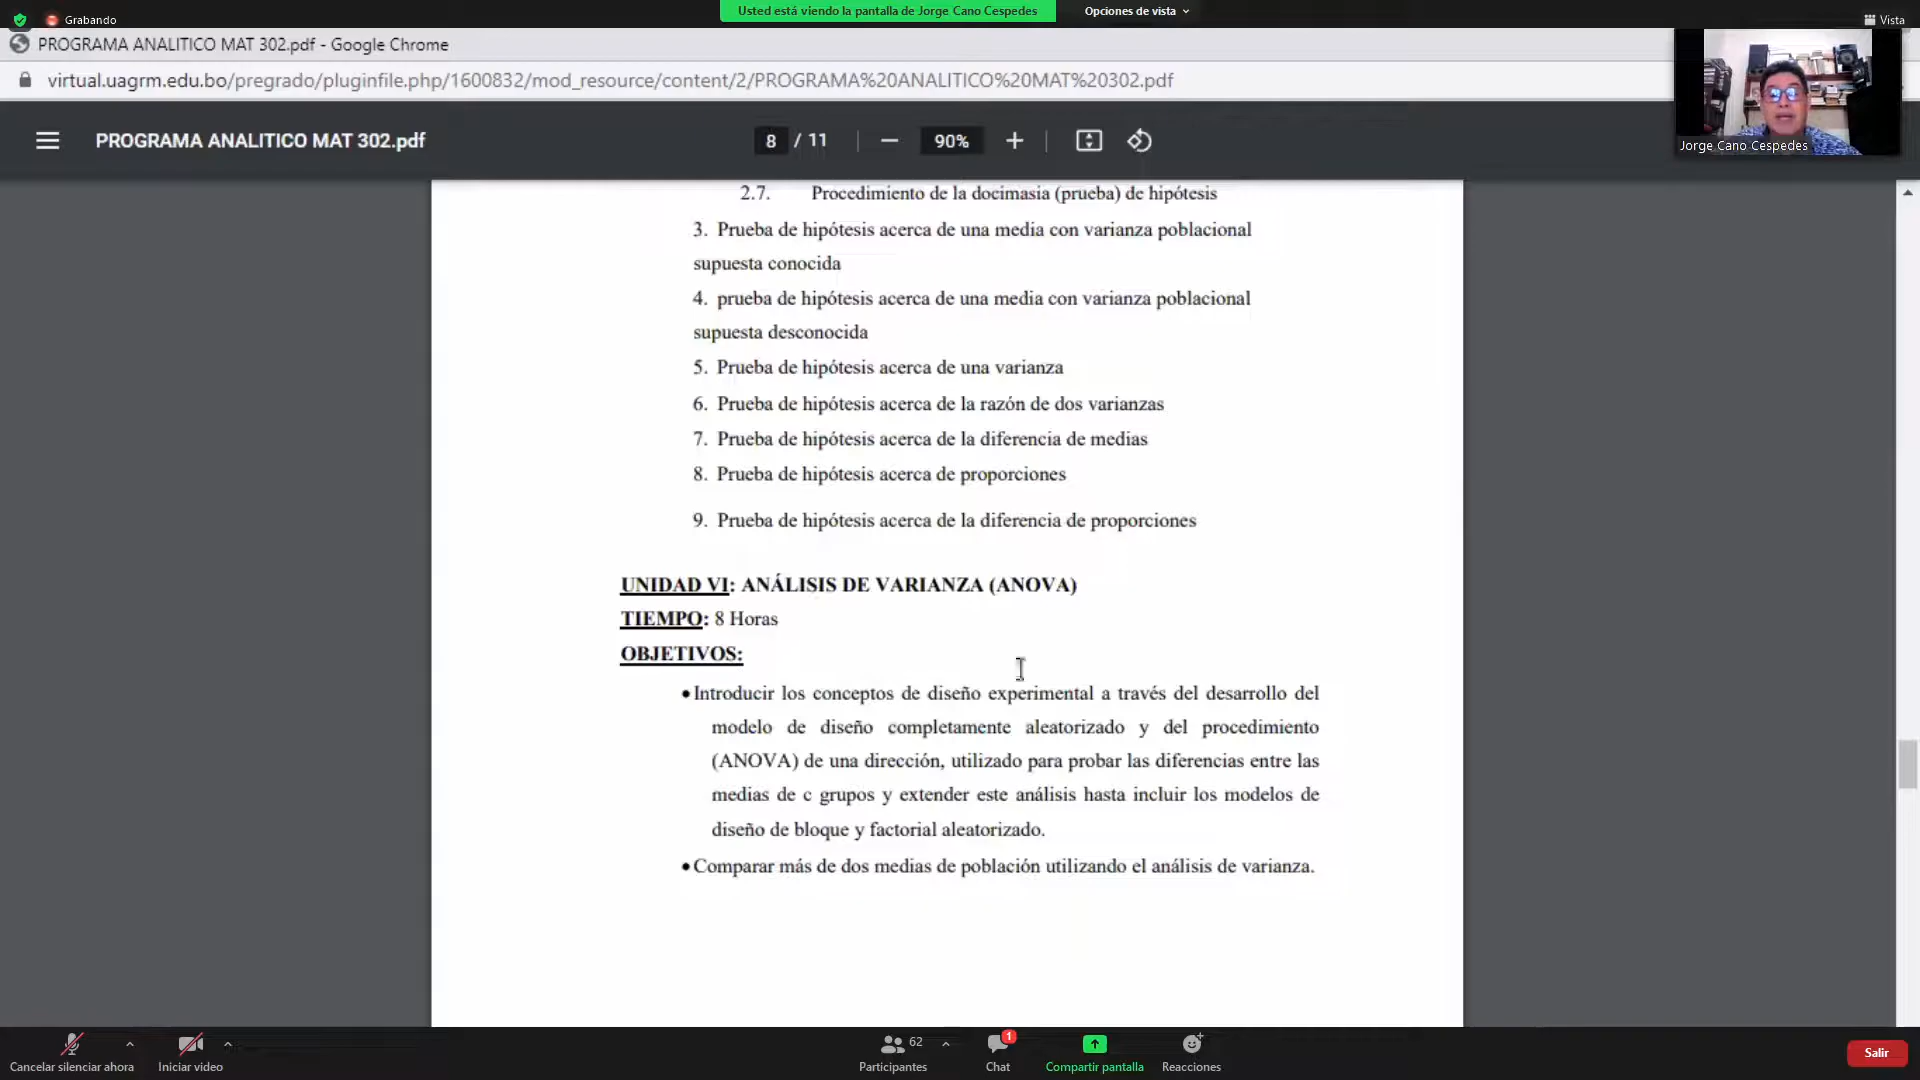 Grabando
Usted está viendo la pantalla de Jorge Cano Cespedes
Opciones de vista
Vista
PROGRAMA ANALITICO MAT 302.pdf - Google Chrome
virtual.uagrm.edu.bo/pregrado/pluginfile.php/1600832/mod_resource/content/2/PROGRAMA%20ANALITICO%20MAT%20302.pdf
PROGRAMA ANALITICO MAT 302.pdf
8 / 11
90%
Jorge Cano Cespedes
2.7. Procedimiento de la docimasia (prueba) de hipótesis
3. Prueba de hipótesis acerca de una media con varianza poblacional
supuesta conocida
4. prueba de hipótesis acerca de una media con varianza poblacional
supuesta desconocida
5. Prueba de hipótesis acerca de una varianza
6. Prueba de hipótesis acerca de la razón de dos varianzas
7. Prueba de hipótesis acerca de la diferencia de medias
8. Prueba de hipótesis acerca de proporciones
9. Prueba de hipótesis acerca de la diferencia de proporciones
UNIDAD VI: ANÁLISIS DE VARIANZA (ANOVA)
TIEMPO: 8 Horas
OBJETIVOS:
•Introducir los conceptos de diseño experimental a través del desarrollo del
modelo de diseño completamente aleatorizado y del procedimiento
(ANOVA) de una dirección, utilizado para probar las diferencias entre las
medias de c grupos y extender este análisis hasta incluir los modelos de
diseño de bloque y factorial aleatorizado.
•Comparar más de dos medias de población utilizando el análisis de varianza.
Cancelar silenciar ahora
Iniciar video
62
Participantes
1
Chat
Compartir pantalla
Reacciones
Salir